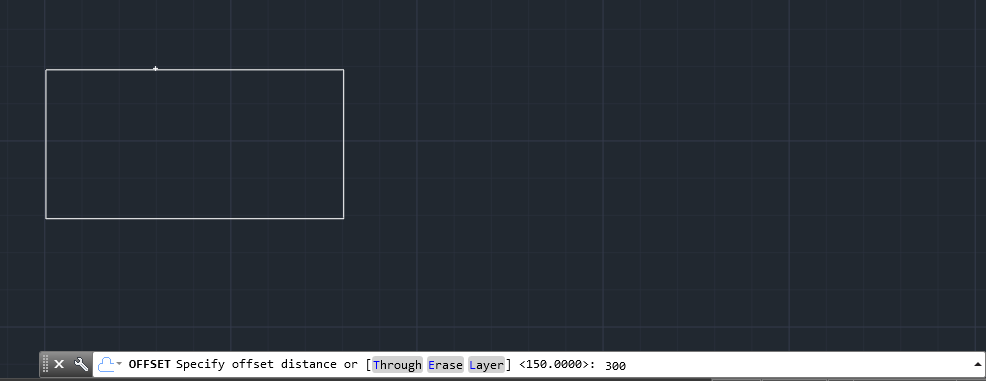 OFFSET Specify offset distance or [Through Erase Layer] <150.0000>: 300